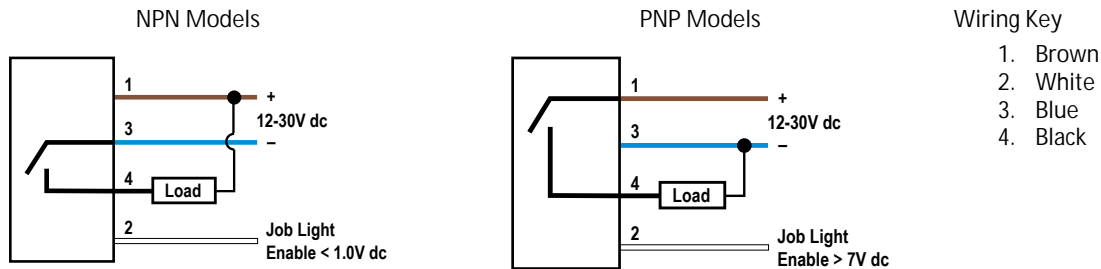 NPN Models
1
+
12-30V dc
3
–
4
Load
2
Job Light
Enable < 1.0V dc
PNP Models
1
+
12-30V dc
3
–
4
Load
2
Job Light
Enable > 7V dc
Wiring Key
1. Brown
2. White
3. Blue
4. Black